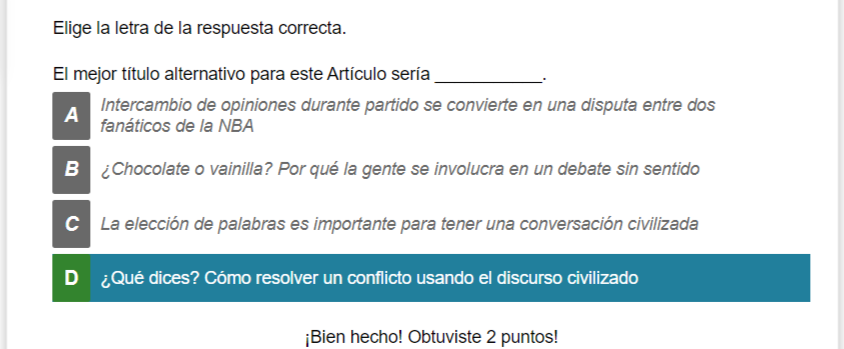 Elige la letra de la respuesta correcta.
El mejor título alternativo para este Artículo sería ____________.
A Intercambio de opiniones durante partido se convierte en una disputa entre dos
fanáticos de la NBA
B ¿Chocolate o vainilla? Por qué la gente se involucra en un debate sin sentido
C La elección de palabras es importante para tener una conversación civilizada
D ¿Qué dices? Cómo resolver un conflicto usando el discurso civilizado
¡Bien hecho! Obtuviste 2 puntos!